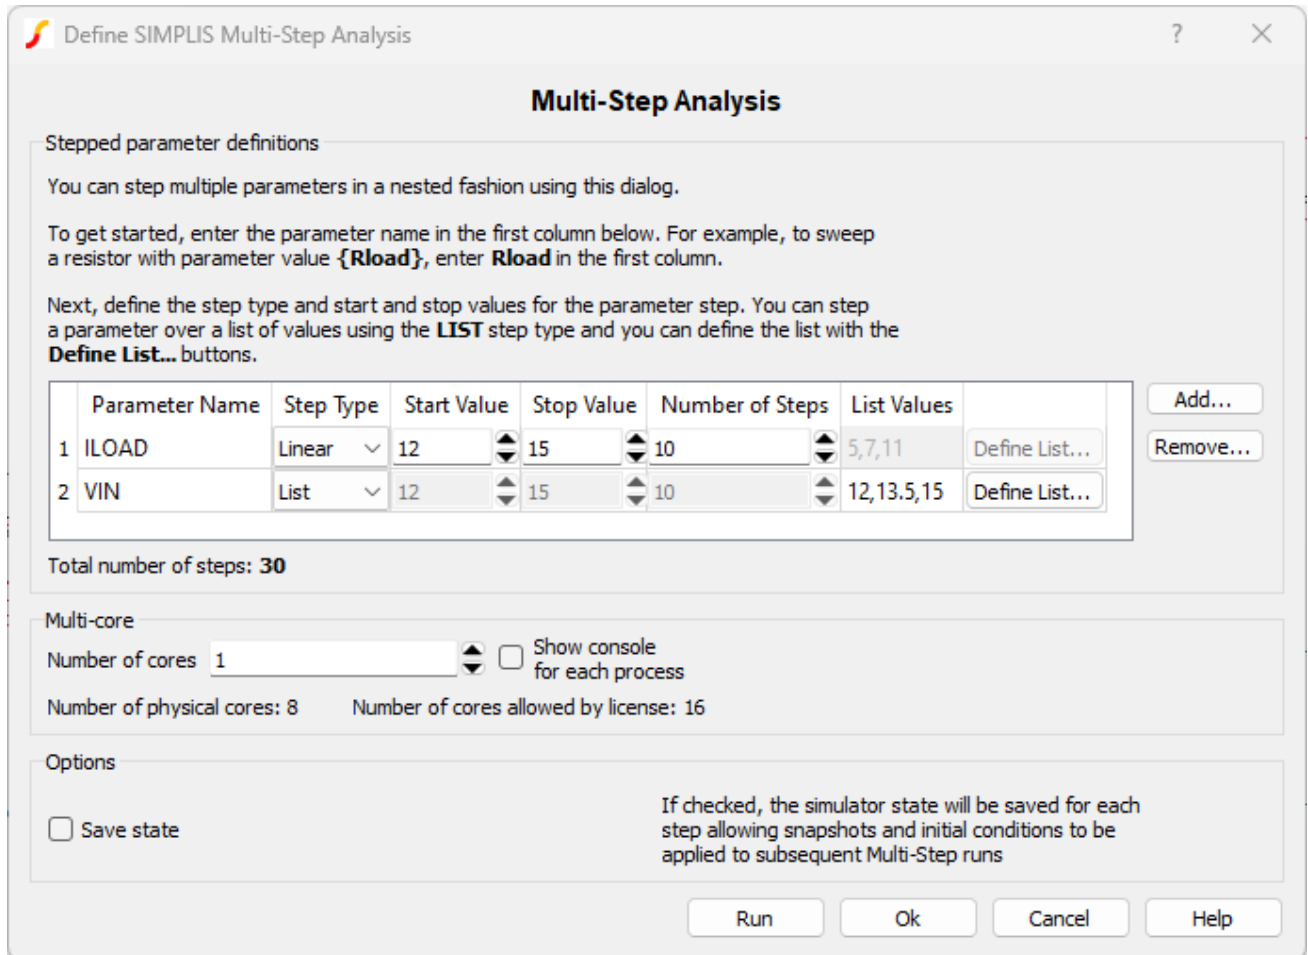 Define SIMPLIS Multi-Step Analysis ?
Multi-Step Analysis
Stepped parameter definitions
You can step multiple parameters in a nested fashion using this dialog.
To get started, enter the parameter name in the first column below. For example, to sweep
a resistor with parameter value {Rload}, enter Rload in the first column.
Next, define the step type and start and stop values for the parameter step. You can step
a parameter over a list of values using the LIST step type and you can define the list with the
Define List... buttons.
Parameter Name Step Type Start Value Stop Value Number of Steps List Values
Add...
1 ILOAD Linear 12 15 10 5,7,11 Define List...
Remove...
2 VIN List 12 15 10 12,13.5,15 Define List...
Total number of steps: 30
Multi-core
Number of cores 1
Show console
for each process
Number of physical cores: 8 Number of cores allowed by license: 16
Options
Save state
If checked, the simulator state will be saved for each
step allowing snapshots and initial conditions to be
applied to subsequent Multi-Step runs
Run Ok Cancel Help